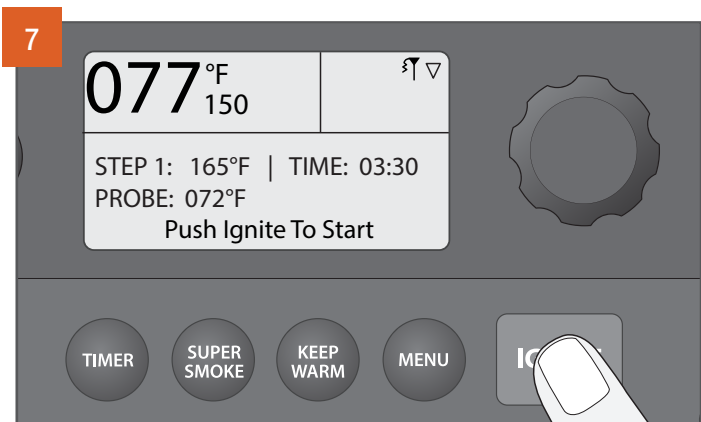 7
077 °F
150
STEP 1: 165°F | TIME: 03:30
PROBE: 072°F
Push Ignite To Start
TIMER
SUPER
SMOKE
KEEP
WARM
MENU